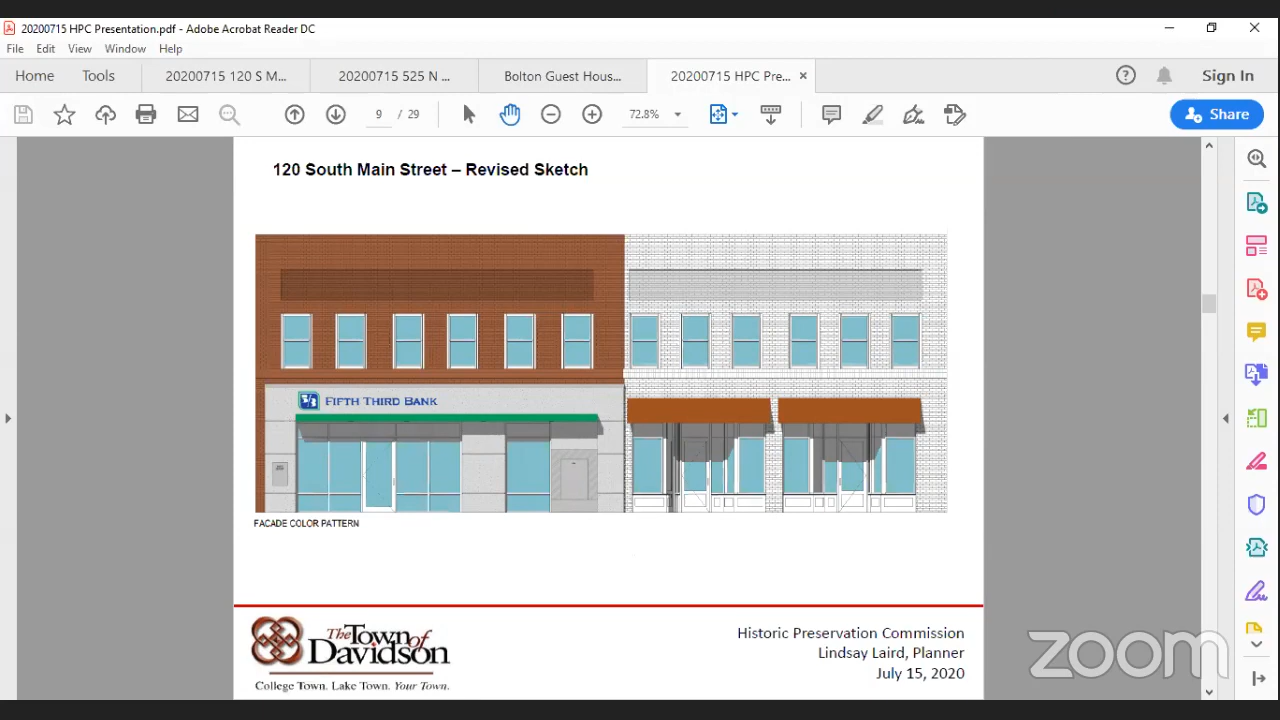 20200715 HPC Presentation.pdf - Adobe Acrobat Reader DC
File Edit View Window Help
Home Tools 20200715 120 S M... 20200715 525 N ... Bolton Guest Hous... 20200715 HPC Pre... × Sign In
9 / 29 72.8% Share
120 South Main Street – Revised Sketch
FIFTH THIRD BANK
FACADE COLOR PATTERN
The Town of
Davidson
College Town. Lake Town. Your Town.
Historic Preservation Commission
Lindsay Laird, Planner
July 15, 2020
zoom